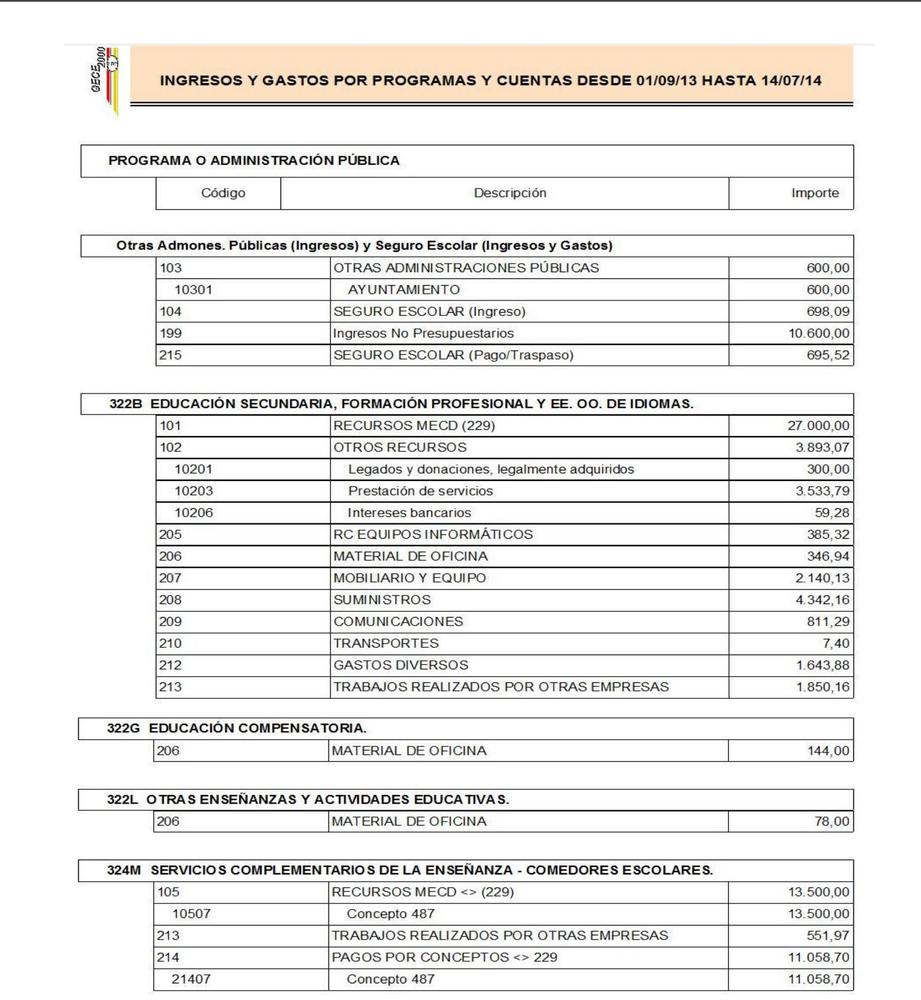 GECE 2000
INGRESOS Y GASTOS POR PROGRAMAS Y CUENTAS DESDE 01/09/13 HASTA 14/07/14
PROGRAMA O ADMINISTRACIÓN PÚBLICA
Código Descripción Importe
Otras Admones. Públicas (Ingresos) y Seguro Escolar (Ingresos y Gastos)
103 OTRAS ADMINISTRACIONES PÚBLICAS 600,00
10301 AYUNTAMIENTO 600,00
104 SEGURO ESCOLAR (Ingreso) 698,09
199 Ingresos No Presupuestarios 10.600,00
215 SEGURO ESCOLAR (Pago/Traspaso) 695,52
322B EDUCACIÓN SECUNDARIA, FORMACIÓN PROFESIONAL Y EE. OO. DE IDIOMAS.
101 RECURSOS MECD (229) 27.000,00
102 OTROS RECURSOS 3.893,07
10201 Legados y donaciones, legalmente adquiridos 300,00
10203 Prestación de servicios 3.533,79
10206 Intereses bancarios 59,28
205 RC EQUIPOS INFORMÁTICOS 385,32
206 MATERIAL DE OFICINA 346,94
207 MOBILIARIO Y EQUIPO 2.140,13
208 SUMINISTROS 4.342,16
209 COMUNICACIONES 811,29
210 TRANSPORTES 7,40
212 GASTOS DIVERSOS 1.643,88
213 TRABAJOS REALIZADOS POR OTRAS EMPRESAS 1.850,16
322G EDUCACIÓN COMPENSATORIA.
206 MATERIAL DE OFICINA 144,00
322L OTRAS ENSEÑANZAS Y ACTIVIDADES EDUCATIVAS.
206 MATERIAL DE OFICINA 78,00
324M SERVICIOS COMPLEMENTARIOS DE LA ENSEÑANZA - COMEDORES ESCOLARES.
105 RECURSOS MECD <> (229) 13.500,00
10507 Concepto 487 13.500,00
213 TRABAJOS REALIZADOS POR OTRAS EMPRESAS 551,97
214 PAGOS POR CONCEPTOS <> 229 11.058,70
21407 Concepto 487 11.058,70